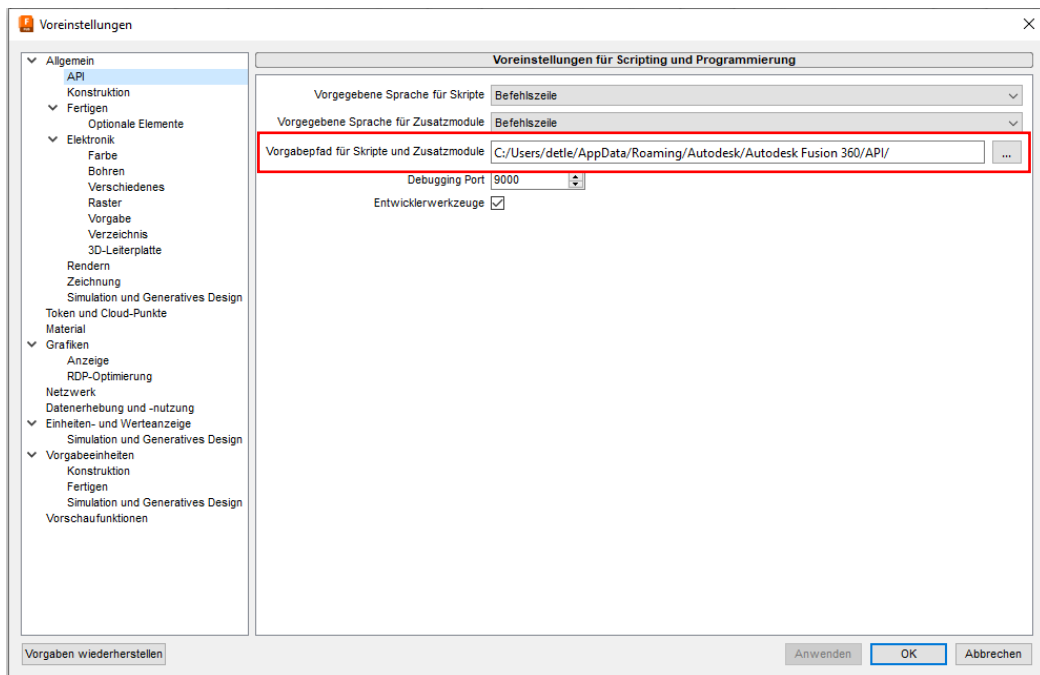 Voreinstellungen
Allgemein
API
Konstruktion
Fertigen
Optionale Elemente
Elektronik
Farbe
Bohren
Verschiedenes
Raster
Vorgabe
Verzeichnis
3D-Leiterplatte
Rendern
Zeichnung
Simulation und Generatives Design
Token und Cloud-Punkte
Material
Grafiken
Anzeige
RDP-Optimierung
Netzwerk
Datenerhebung und -nutzung
Einheiten- und Werteanzeige
Simulation und Generatives Design
Vorgabeeinheiten
Konstruktion
Fertigen
Simulation und Generatives Design
Vorschaufunktionen
Voreinstellungen für Scripting und Programmierung
Vorgegebene Sprache für Skripte Befehlszeile
Vorgegebene Sprache für Zusatzmodule Befehlszeile
Vorgabepfad für Skripte und Zusatzmodule C:/Users/detle/AppData/Roaming/Autodesk/Autodesk Fusion 360/API/ ...
Debugging Port 9000
Entwicklerwerkzeuge
Vorgaben wiederherstellen Anwenden OK Abbrechen